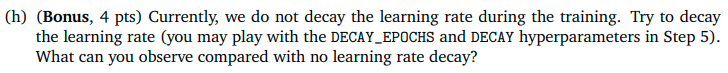 (h) (Bonus, 4 pts) Currently, we do not decay the learning rate during the training. Try to decay
the learning rate (you may play with the DECAY_EPOCHS and DECAY hyperparameters in Step 5).
What can you observe compared with no learning rate decay?